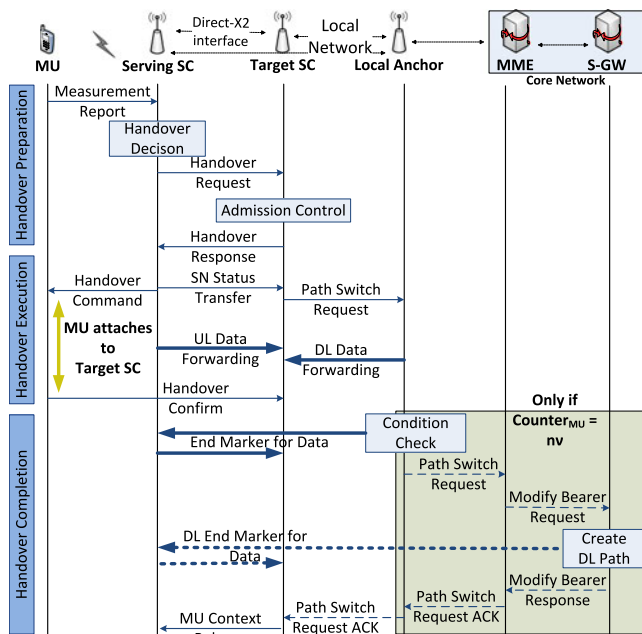 Direct-X2
interface
Local
Network
MU
Serving SC
Target SC
Local Anchor
MME
S-GW
Core Network
Handover Preparation
Measurement
Report
Handover
Decison
Handover
Request
Admission Control
Handover
Response
Handover Execution
Handover
Command
SN Status
Transfer
Path Switch
Request
MU attaches
to
Target SC
UL Data
Forwarding
DL Data
Forwarding
Handover
Confirm
Only if
CounterMU =
nv
Handover Completion
Condition
Check
End Marker for Data
Path Switch
Request
Modify Bearer
Request
Create
DL Path
DL End Marker for
Data
Modify Bearer
Response
Path Switch
Request ACK
Path Switch
Request ACK
MU Context